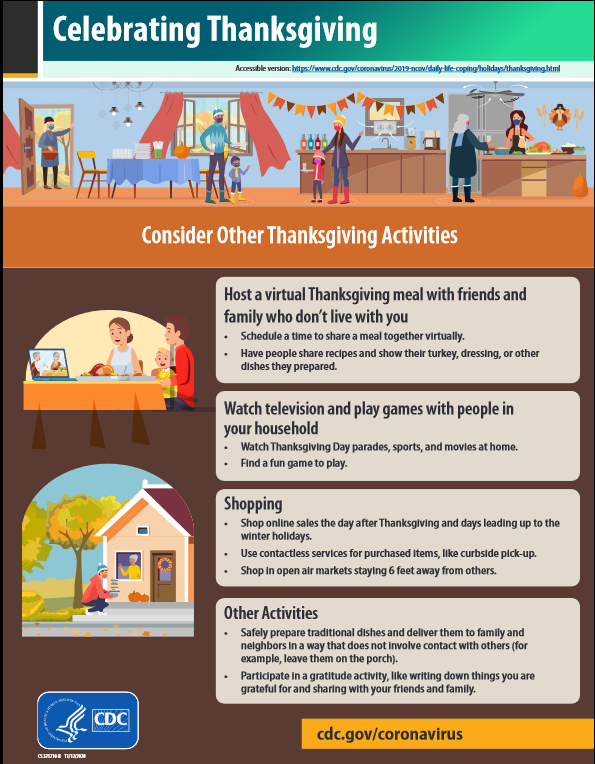 Celebrating Thanksgiving
Accessible version: https://www.cdc.gov/coronavirus/2019-ncov/daily-life-coping/holidays/thanksgiving.html
Consider Other Thanksgiving Activities
Host a virtual Thanksgiving meal with friends and
family who don't live with you
• Schedule a time to share a meal together virtually.
• Have people share recipes and show their turkey, dressing, or other
dishes they prepared.
Watch television and play games with people in
your household
• Watch Thanksgiving Day parades, sports, and movies at home.
• Find a fun game to play.
Shopping
• Shop online sales the day after Thanksgiving and days leading up to the
winter holidays.
• Use contactless services for purchased items, like curbside pick-up.
• Shop in open air markets staying 6 feet away from others.
Other Activities
• Safely prepare traditional dishes and deliver them to family and
neighbors in a way that does not involve contact with others (for
example, leave them on the porch).
• Participate in a gratitude activity, like writing down things you are
grateful for and sharing with your friends and family.
CDC
cdc.gov/coronavirus
11/12/2020